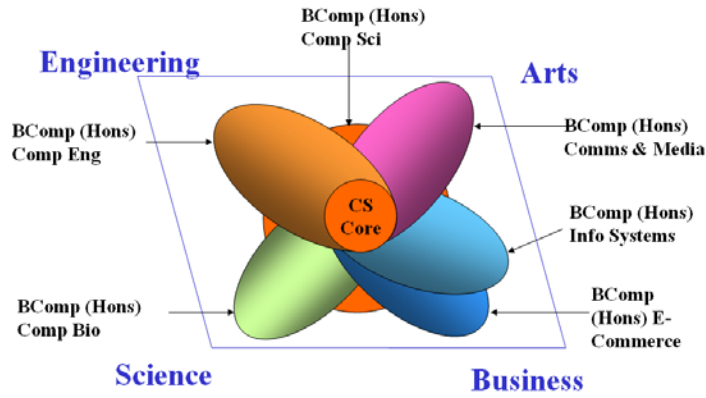 BComp (Hons)
Comp Sci
Engineering
Arts
BComp (Hons)
Comp Eng
BComp (Hons)
Comms & Media
CS
Core
BComp (Hons)
Info Systems
BComp (Hons)
Comp Bio
BComp
(Hons) E-
Commerce
Science
Business